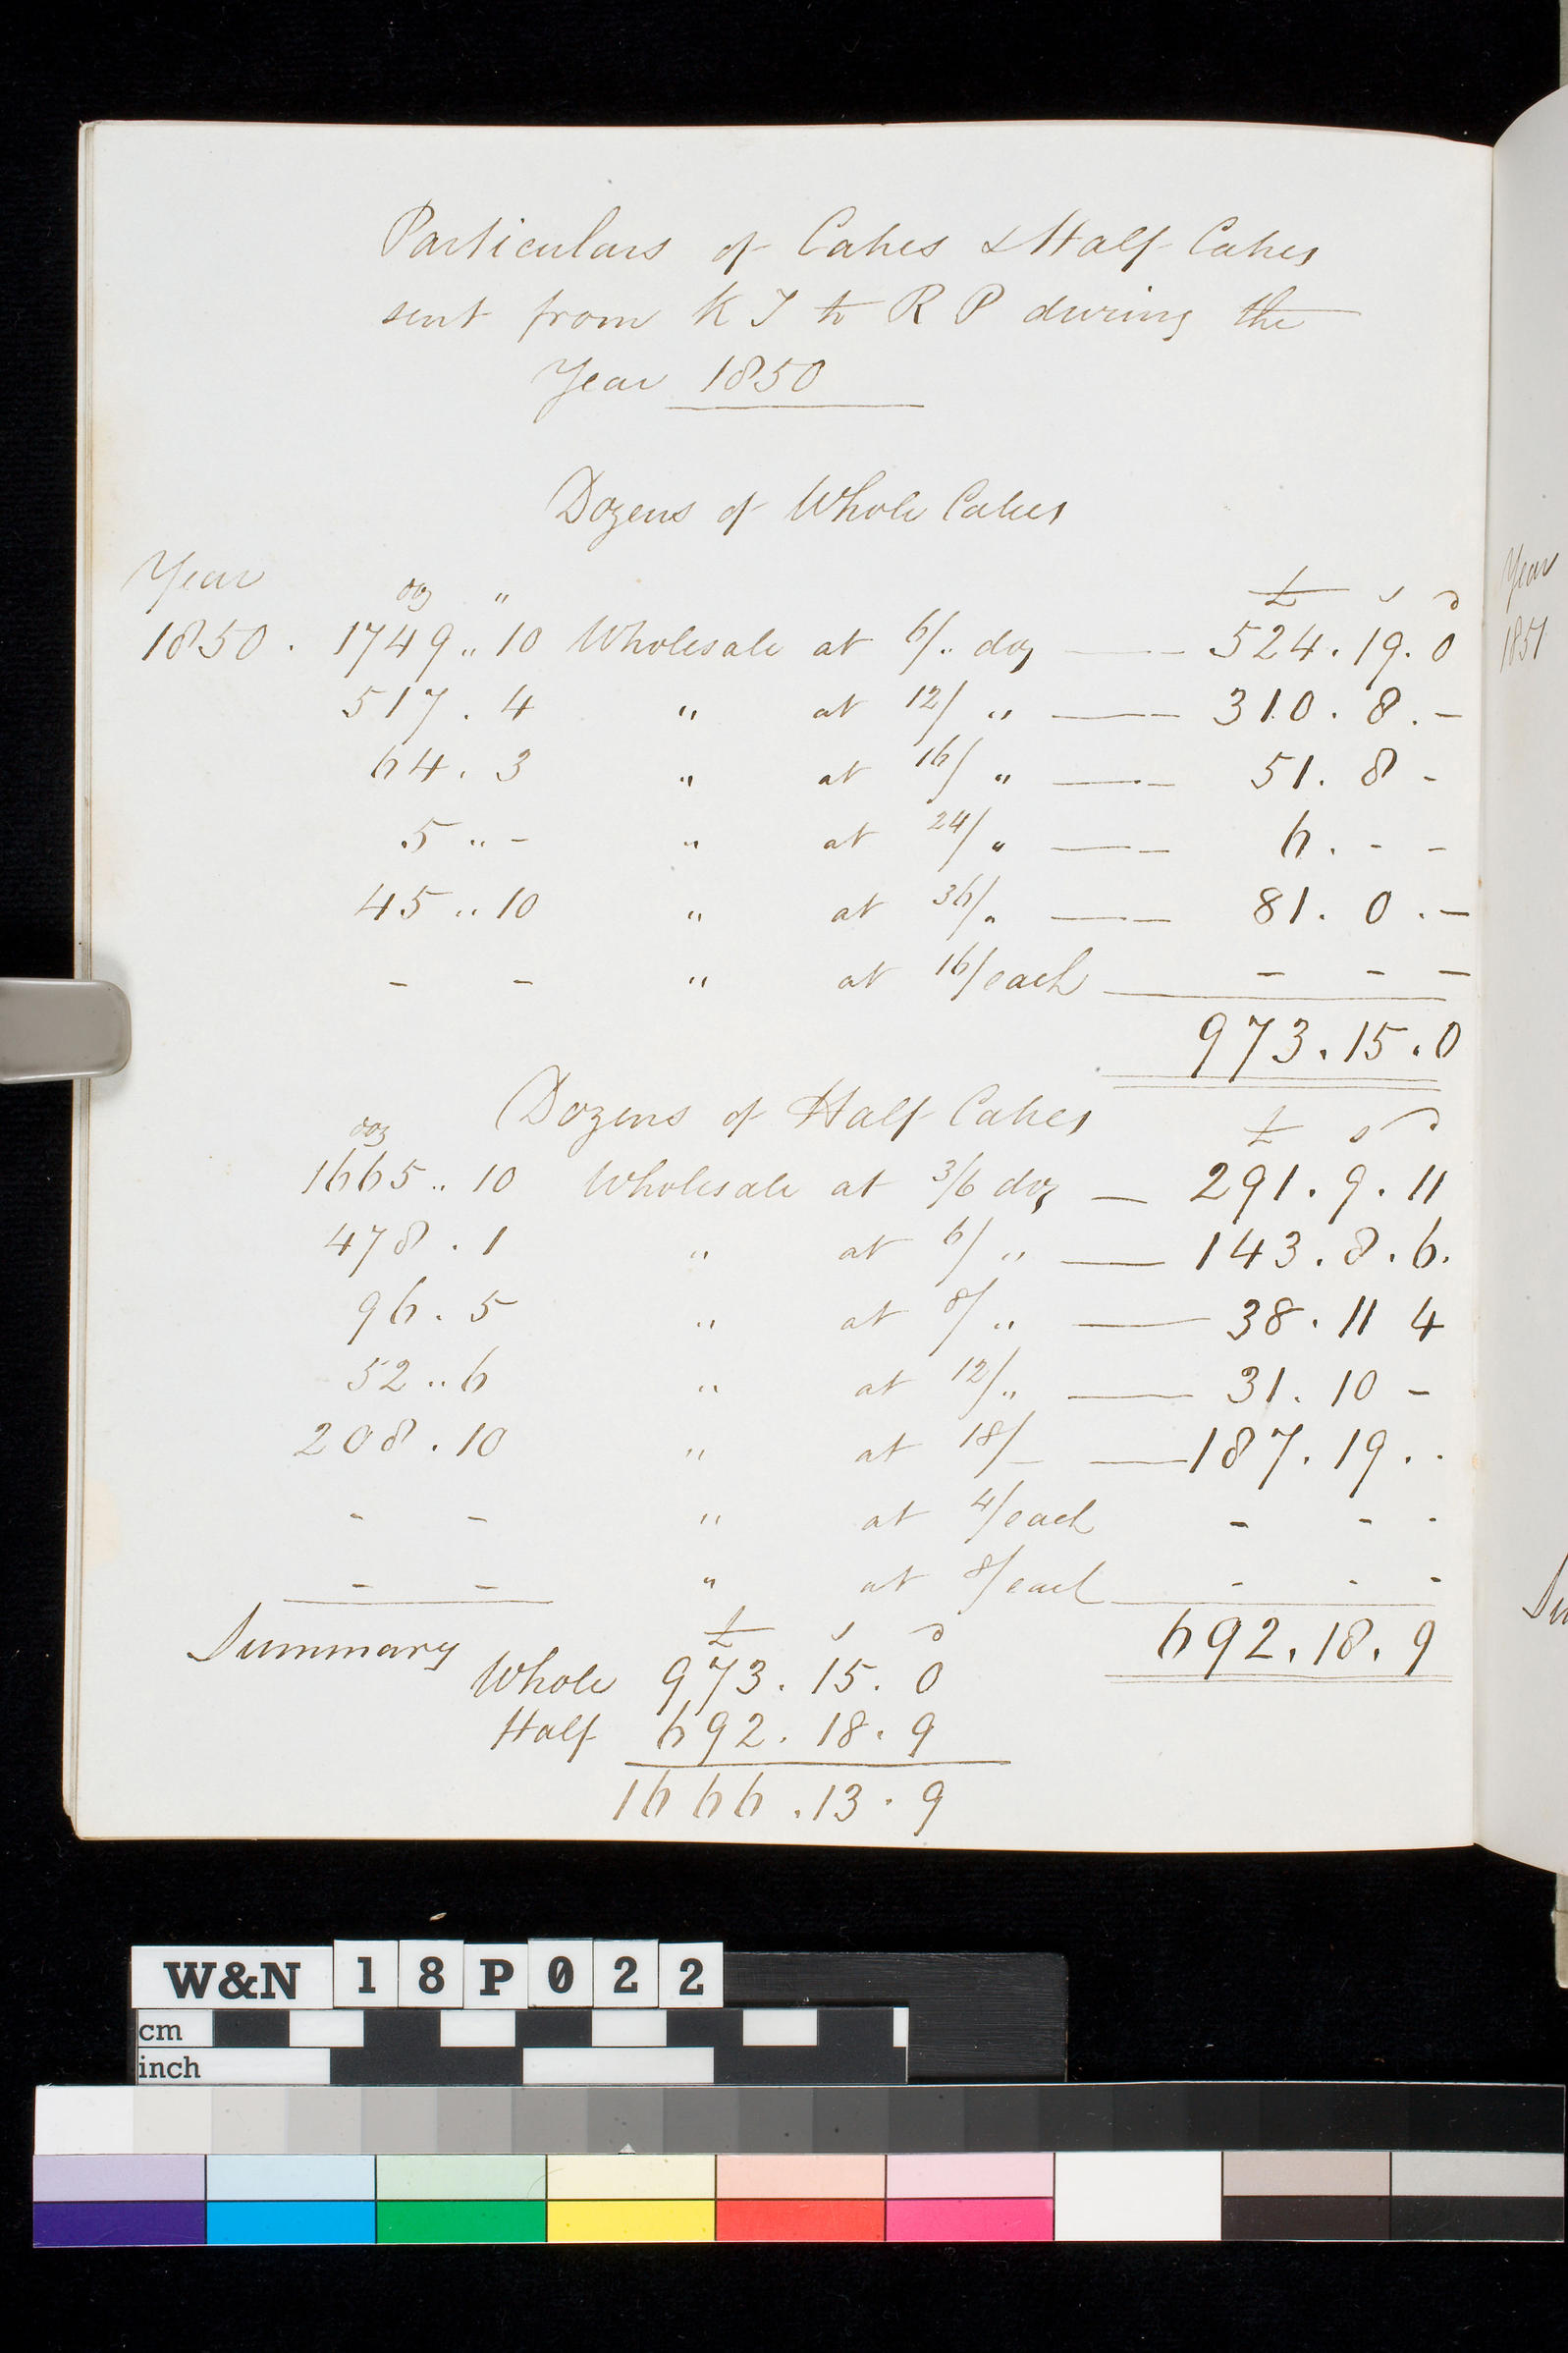 Particulars of Cakes & Half Cakes
sent from K T to R P during the
Year 1850
Dozens of Whole Cakes
Year
doz " £ s d
1850 . 1749 .. 10 Wholesale at 6/.. doz — 524 . 19 . 0
517 . 4 " at 12/ " — 310 . 8 . -
64 . 3 " at 16/ " — 51 . 8 -
5 .. - " at 24/ " — 6 . - -
45 .. 10 " at 36/ " — 81 . 0 . -
- - " at 16/ each - - -
973 . 15 . 0
Dozens of Half Cakes
doz £ s d
1665 .. 10 Wholesale at 3/6 doz — 291 . 9 . 11
478 . 1 " at 6/ " — 143 . 8 . 6.
96 . 5 " at 8/ " — 38 . 11 4
52 .. 6 " at 12/ " — 31 . 10 -
208 . 10 " at 18/- — 187 . 19 . .
- - " at 4/ each - - -
- - " at 8/ each - - -
692 . 18 . 9
Summary £ s d
Whole 973 . 15 . 0
Half 692 . 18 . 9
1666 . 13 . 9
Year
1851
W&N 18P022
cm
inch